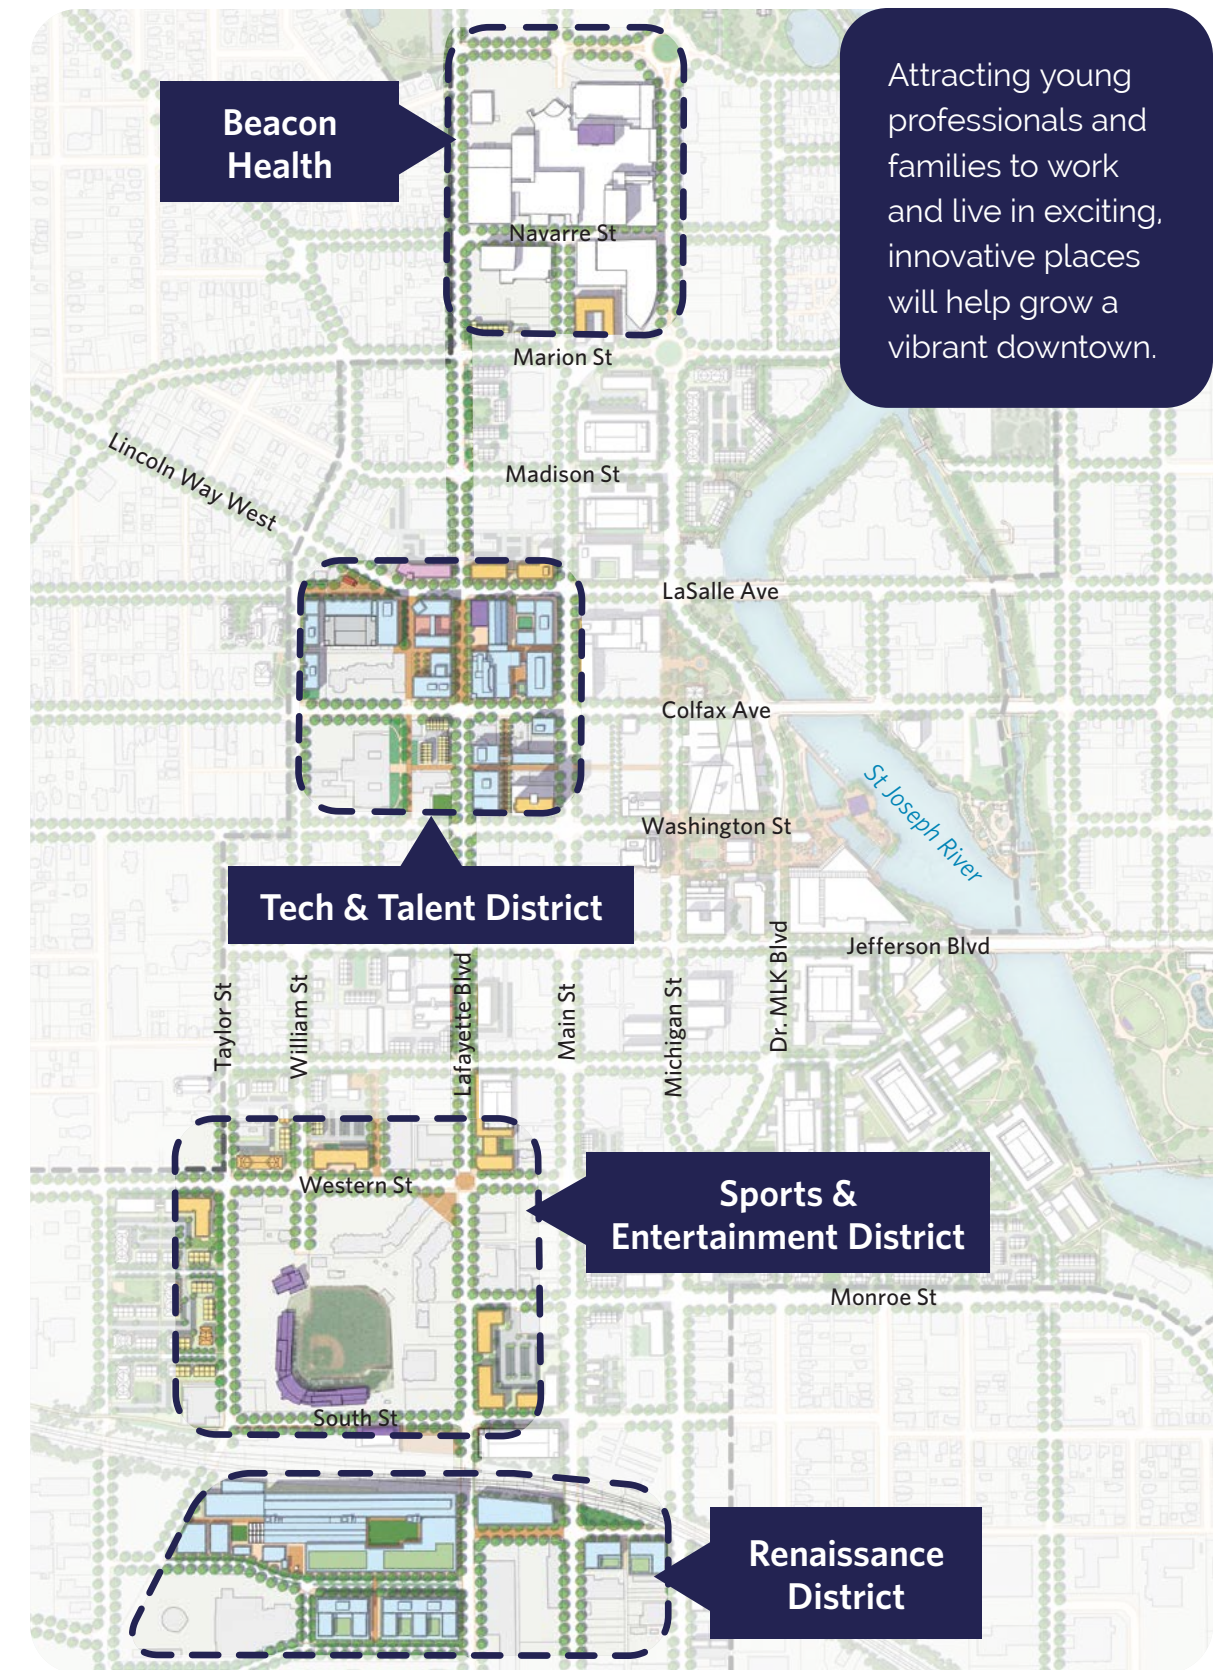 Attracting young
professionals and
families to work
and live in exciting,
innovative places
will help grow a
vibrant downtown.
Beacon
Health
Navarre St
Marion St
Lincoln Way West
Madison St
LaSalle Ave
Colfax Ave
St Joseph River
Washington St
Tech & Talent District
Jefferson Blvd
Taylor St
William St
Lafayette Blvd
Main St
Michigan St
Dr. MLK Blvd
Western St
Sports &
Entertainment District
Monroe St
South St
Renaissance
District